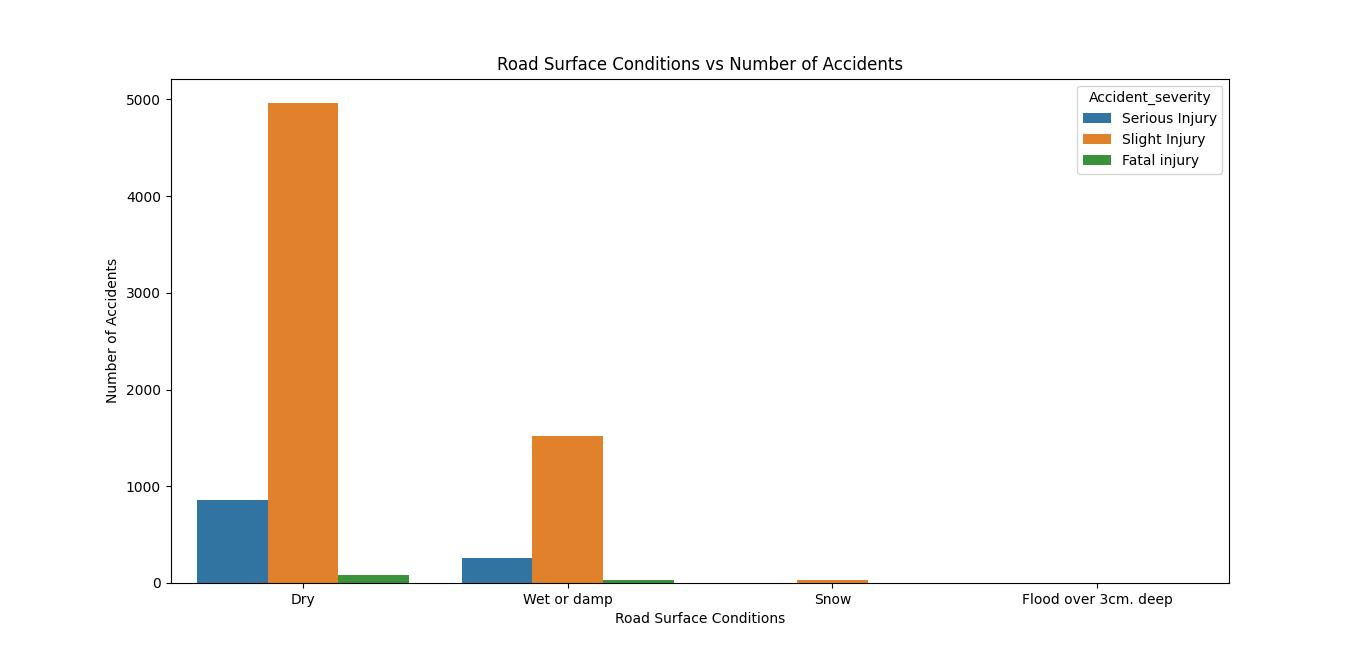 Road Surface Conditions vs Number of Accidents
Accident_severity
Serious Injury
Slight Injury
Fatal injury
Number of Accidents
5000
4000
3000
2000
1000
0
Dry
Wet or damp
Snow
Flood over 3cm. deep
Road Surface Conditions